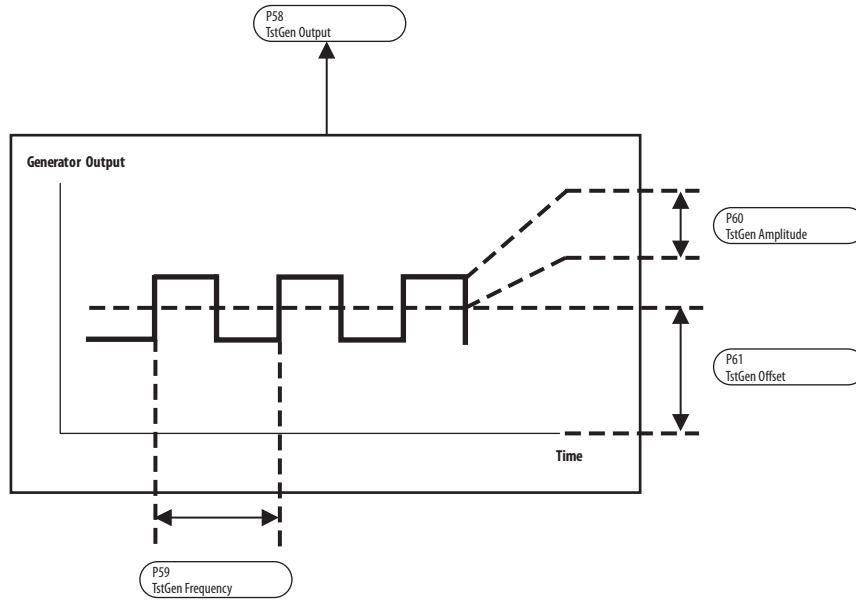 P58
TstGen Output
Generator Output
P60
TstGen Amplitude
P61
TstGen Offset
Time
P59
TstGen Frequency